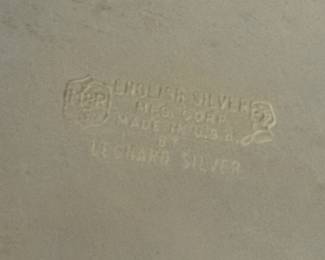 ENGLISH SILVER
MFG. CORP.
MADE IN U.S.A.
BY
LEONARD SILVER